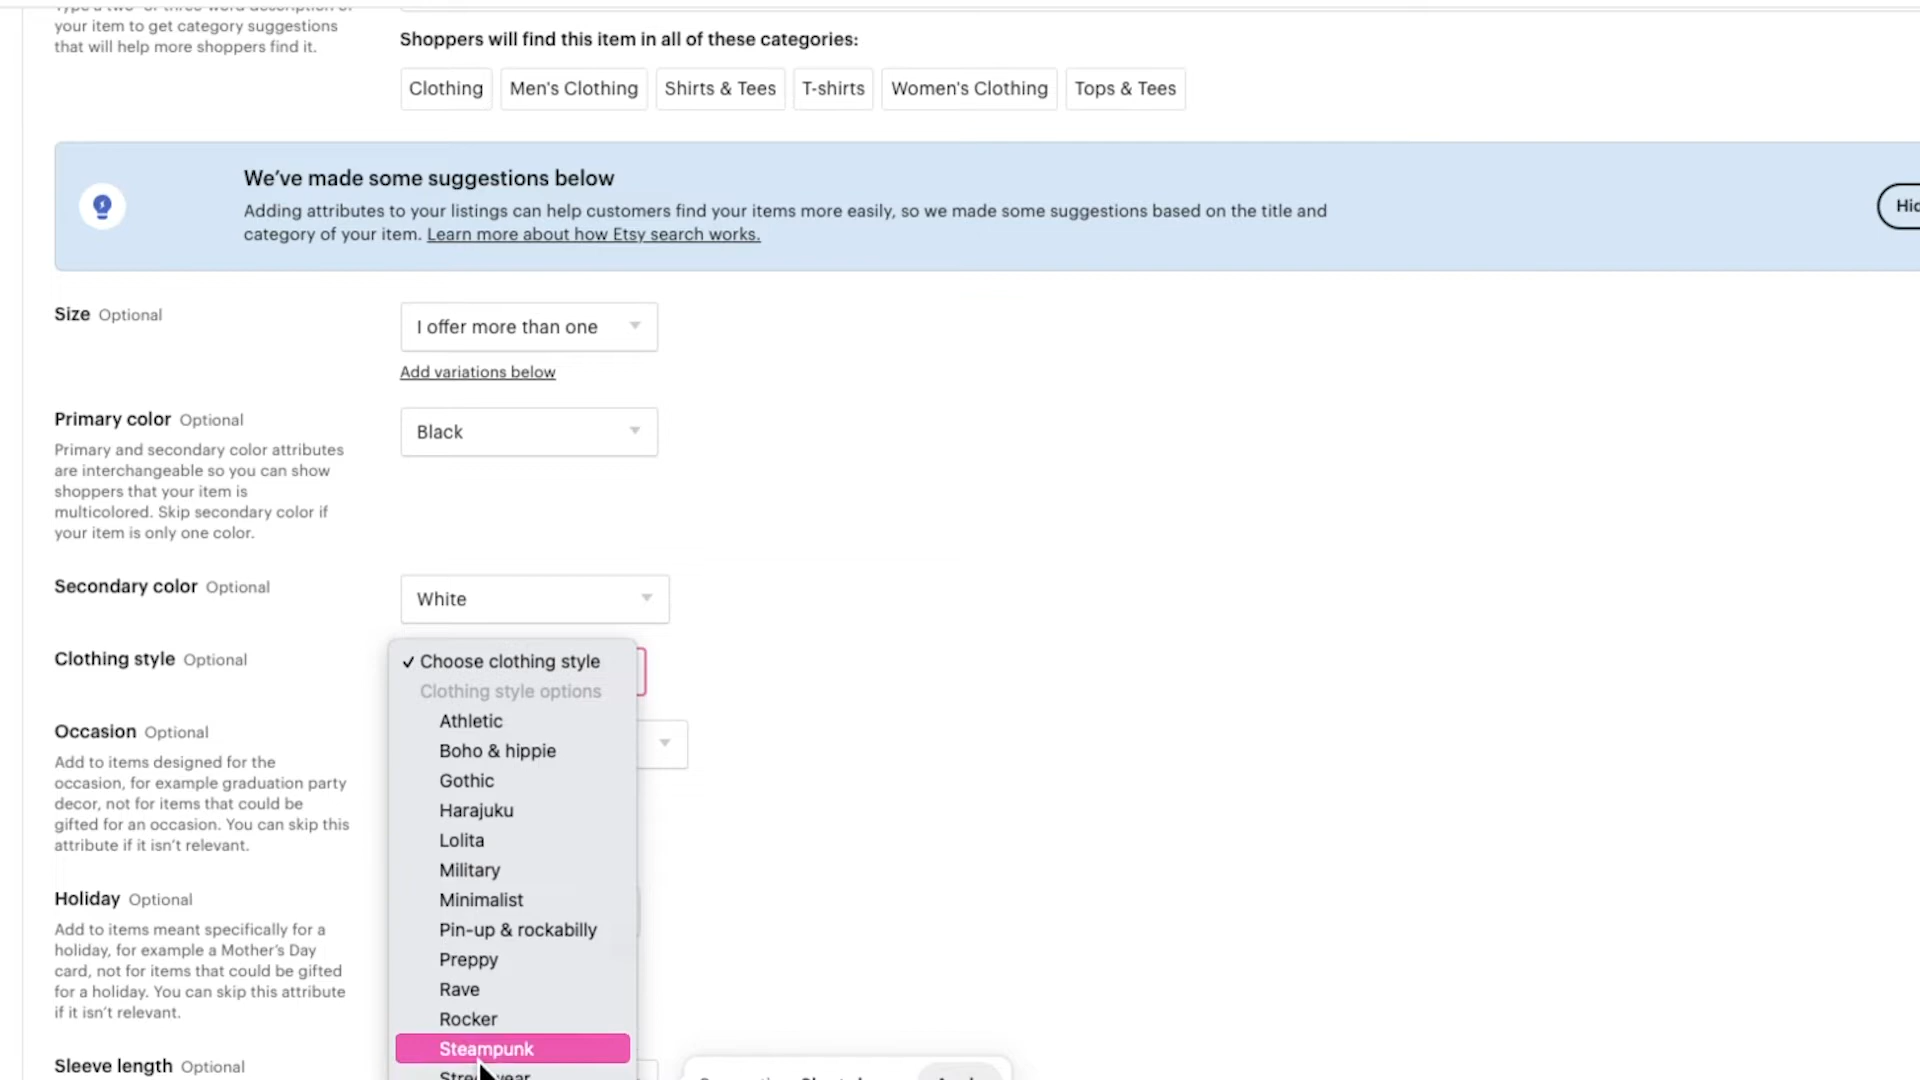 your item to get category suggestions
that will help more shoppers find it.
Shoppers will find this item in all of these categories:
Clothing
Men's Clothing
Shirts & Tees
T-shirts
Women's Clothing
Tops & Tees
We've made some suggestions below
Adding attributes to your listings can help customers find your items more easily, so we made some suggestions based on the title and
category of your item. Learn more about how Etsy search works.
Size Optional
I offer more than one
Add variations below
Primary color Optional
Black
Primary and secondary color attributes
are interchangeable so you can show
shoppers that your item is
multicolored. Skip secondary color if
your item is only one color.
Secondary color Optional
White
Clothing style Optional
✓ Choose clothing style
Clothing style options
Athletic
Boho & hippie
Gothic
Harajuku
Lolita
Military
Minimalist
Pin-up & rockabilly
Preppy
Rave
Rocker
Steampunk
Occasion Optional
Add to items designed for the
occasion, for example graduation party
decor, not for items that could be
gifted for an occasion. You can skip this
attribute if it isn't relevant.
Holiday Optional
Add to items meant specifically for a
holiday, for example a Mother's Day
card, not for items that could be gifted
for a holiday. You can skip this attribute
if it isn't relevant.
Sleeve length Optional